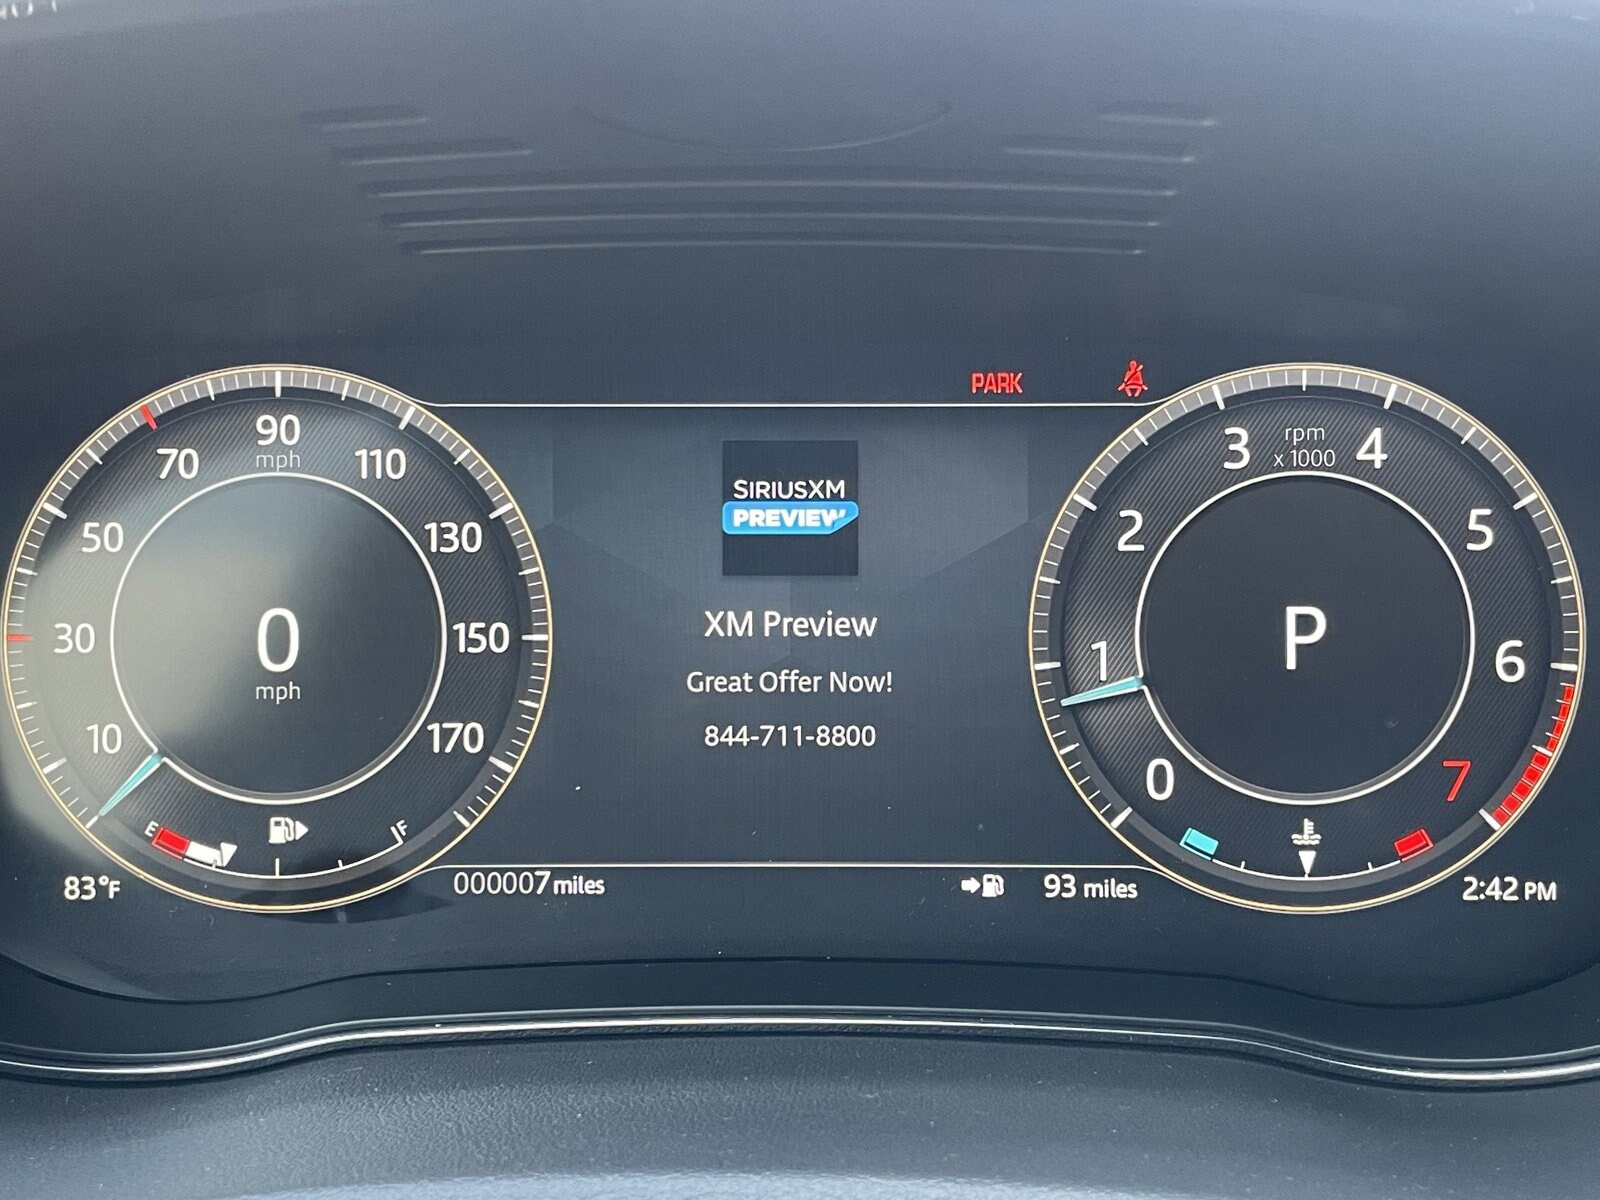 PARK
70
90
mph
110
50
130
30
0
mph
150
10
170
E
F
83°F
SIRIUSXM
PREVIEW
XM Preview
Great Offer Now!
844-711-8800
000007 miles
93 miles
3
rpm
x 1000
4
2
5
1
P
6
0
7
2:42 PM